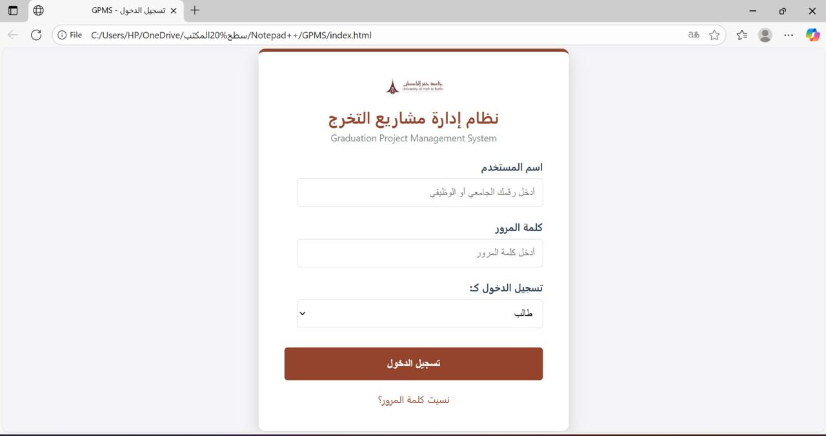 تسجيل الدخول - GPMS
File
C:/Users/HP/OneDrive/سطح%20المكتب/Notepad++/GPMS/index.html
نظام إدارة مشاريع التخرج
Graduation Project Management System
اسم المستخدم
أدخل رقمك الجامعي أو الوظيفي
كلمة المرور
أدخل كلمة المرور
تسجيل الدخول كـ:
طالب
تسجيل الدخول
نسيت كلمة المرور؟